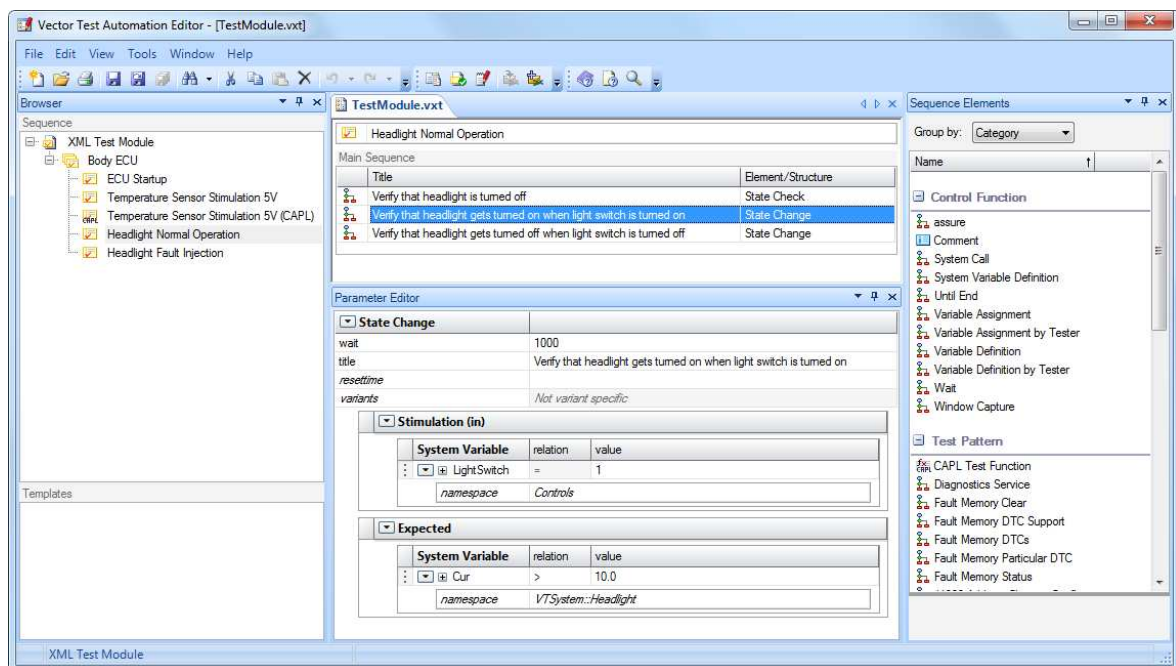 Vector Test Automation Editor - [TestModule.vxt]
File Edit View Tools Window Help
Browser
Sequence
XML Test Module
Body ECU
ECU Startup
Temperature Sensor Stimulation 5V
CAPL Temperature Sensor Stimulation 5V (CAPL)
Headlight Normal Operation
Headlight Fault Injection
Templates
TestModule.vxt
Headlight Normal Operation
Main Sequence
Title Element/Structure
Verify that headlight is turned off State Check
Verify that headlight gets turned on when light switch is turned on State Change
Verify that headlight gets turned off when light switch is turned off State Change
Parameter Editor
State Change
wait 1000
title Verify that headlight gets turned on when light switch is turned on
resettime
variants Not variant specific
Stimulation (in)
System Variable relation value
LightSwitch = 1
namespace Controls
Expected
System Variable relation value
Cur > 10.0
namespace VTSystem::Headlight
Sequence Elements
Group by: Category
Name
Control Function
assure
Comment
System Call
System Variable Definition
Until End
Variable Assignment
Variable Assignment by Tester
Variable Definition
Variable Definition by Tester
Wait
Window Capture
Test Pattern
CAPL Test Function
Diagnostics Service
Fault Memory Clear
Fault Memory DTC Support
Fault Memory DTCs
Fault Memory Particular DTC
Fault Memory Status
XML Test Module